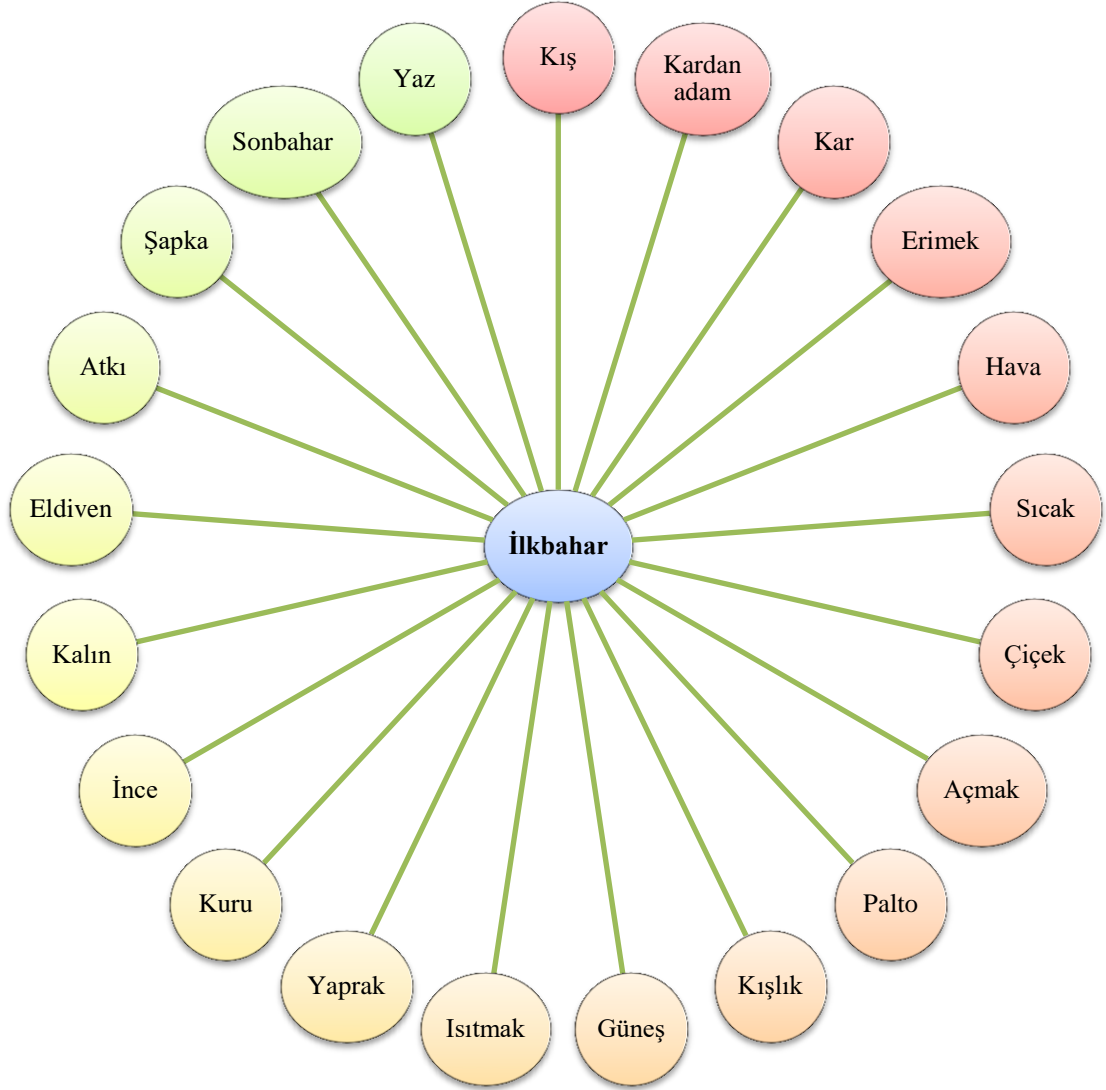 Kış
Kardan
adam
Kar
Erimek
Hava
Sıcak
Çiçek
Açmak
Palto
Kışlık
Güneş
Isıtmak
Yaprak
Kuru
İnce
Kalın
Eldiven
Atkı
Şapka
Sonbahar
Yaz
İlkbahar